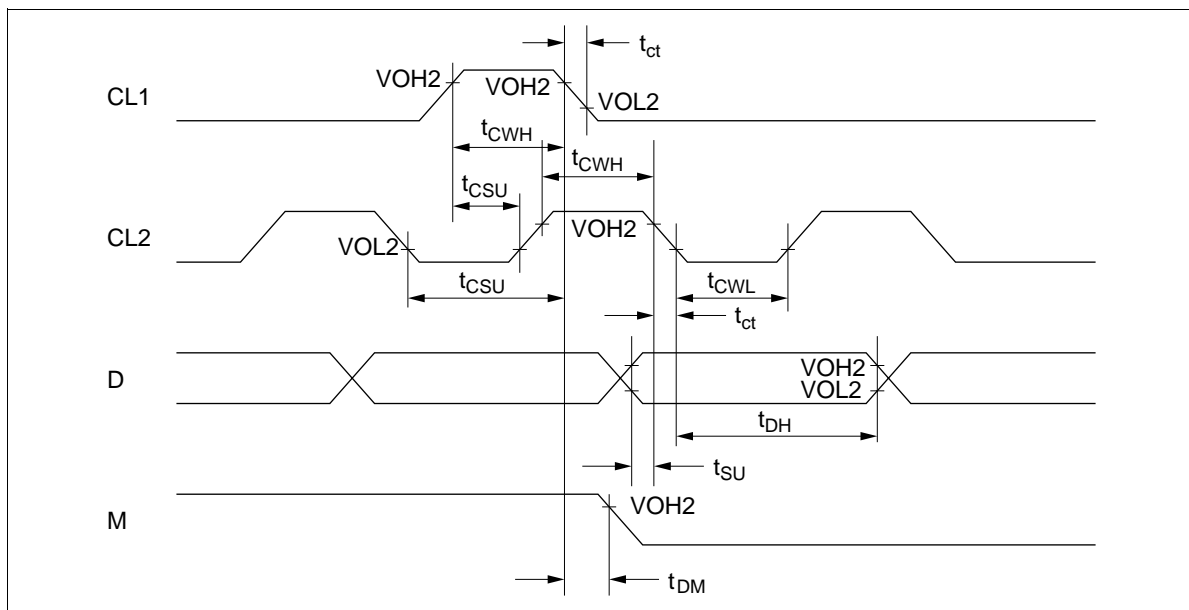 t_ct
VOH2 VOH2
VOL2
CL1
t_CWH
t_CWH
t_CSU
CL2
VOL2 VOH2
t_CSU
t_CWL
t_ct
D
VOH2
VOL2
t_DH
t_SU
VOH2
M
t_DM